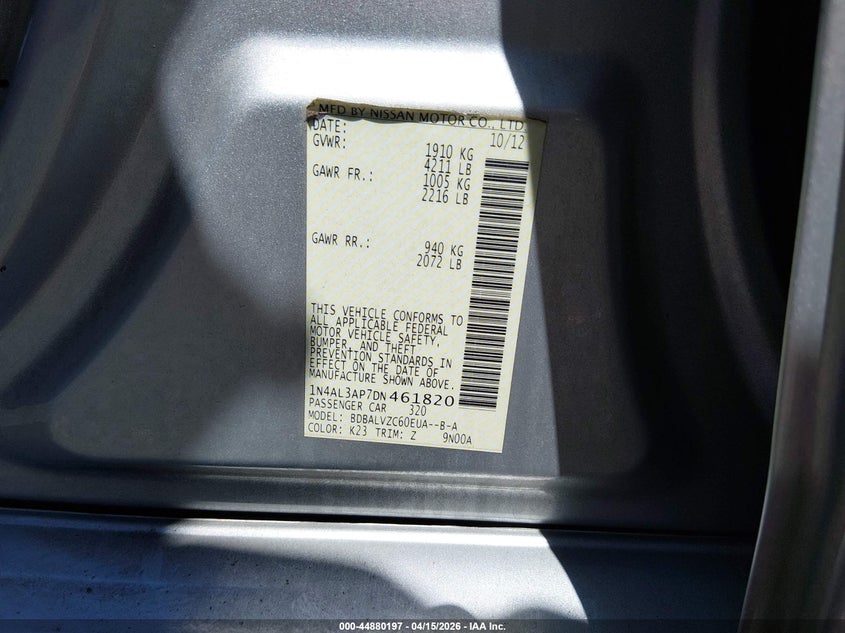 MFD BY NISSAN MOTOR CO., LTD.
DATE: 10/12
GVWR: 1910 KG
4211 LB
GAWR FR.: 1005 KG
2216 LB
GAWR RR.: 940 KG
2072 LB
THIS VEHICLE CONFORMS TO
ALL APPLICABLE FEDERAL
MOTOR VEHICLE SAFETY,
BUMPER, AND THEFT
PREVENTION STANDARDS IN
EFFECT ON THE DATE OF
MANUFACTURE SHOWN ABOVE.
1N4AL3AP7DN461820
PASSENGER CAR 320
MODEL: BDBALVZC60EUA--B-A
COLOR: K23 TRIM: Z 9N00A
000-44880197 - 04/15/2026 - IAA Inc.